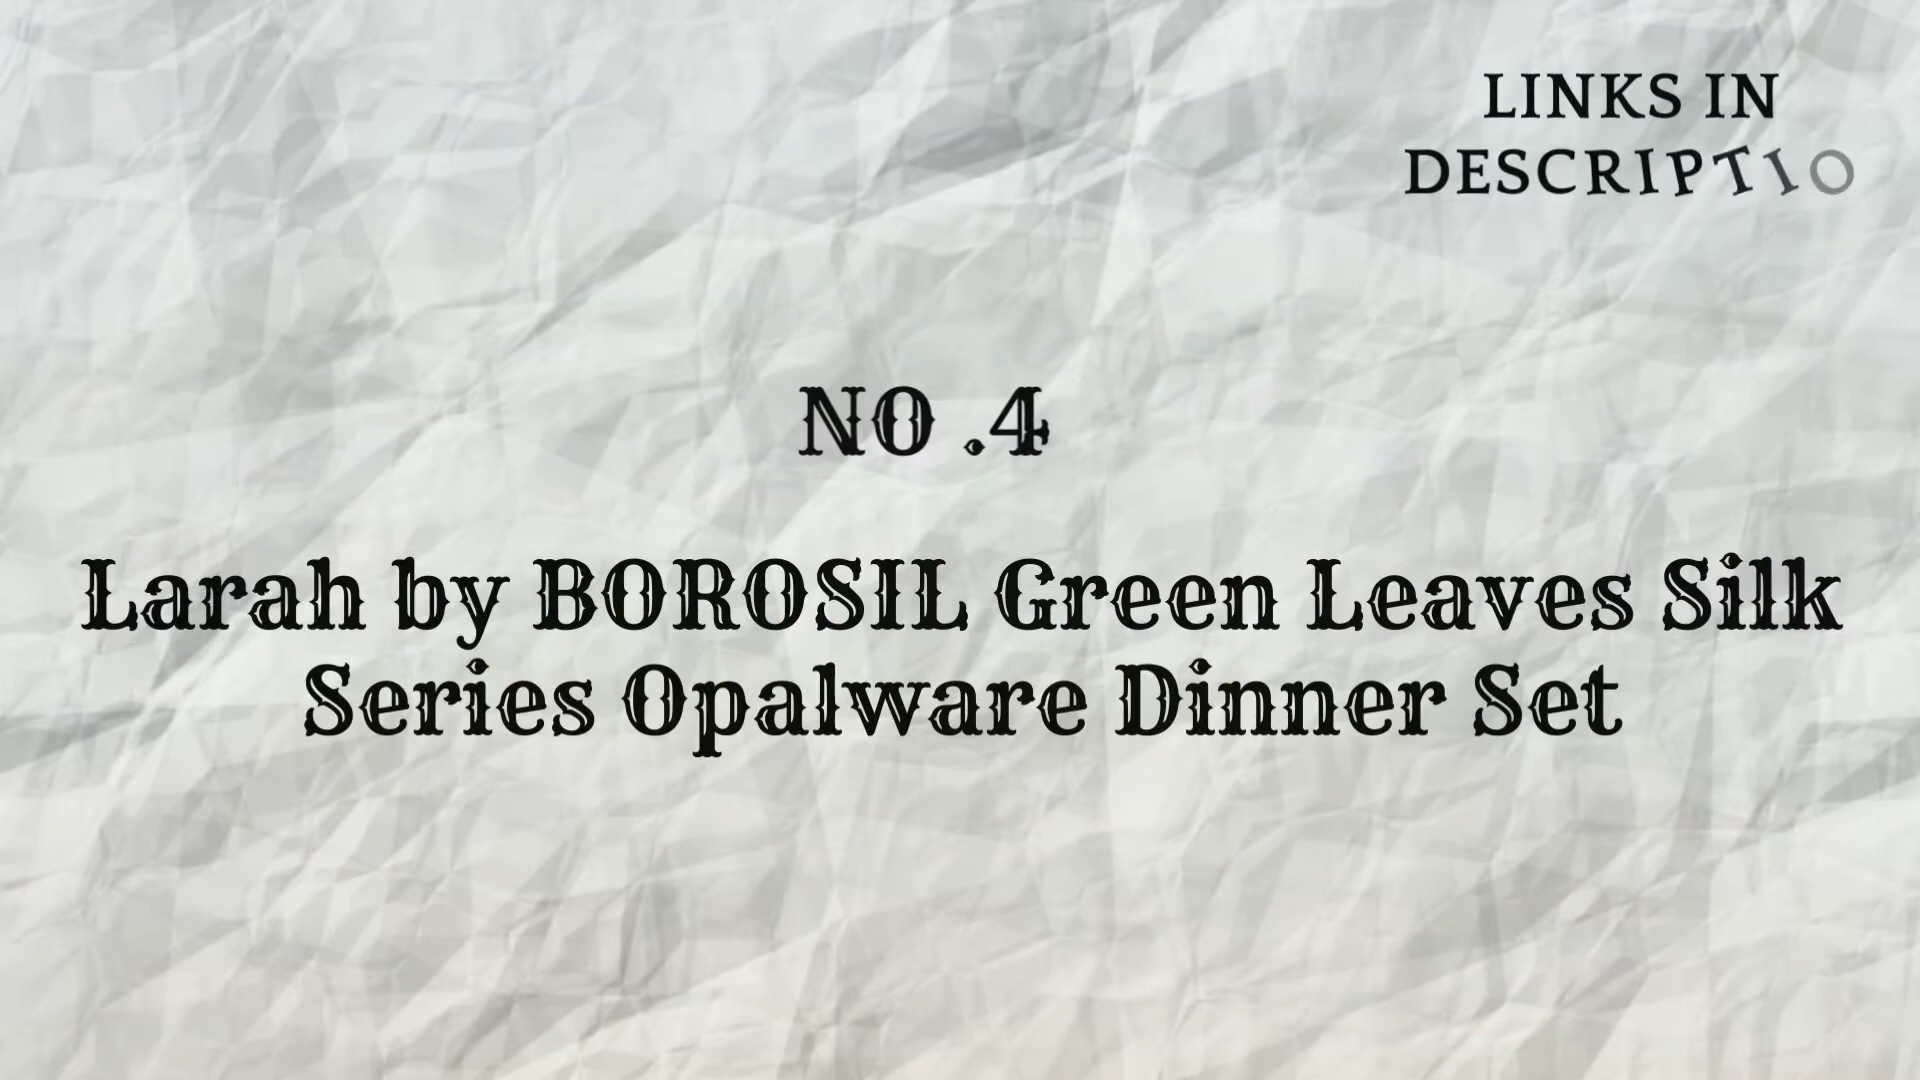 LINKS IN
DESCRIPTIO
NO .4
Larah by BOROSIL Green Leaves Silk
Series Opalware Dinner Set